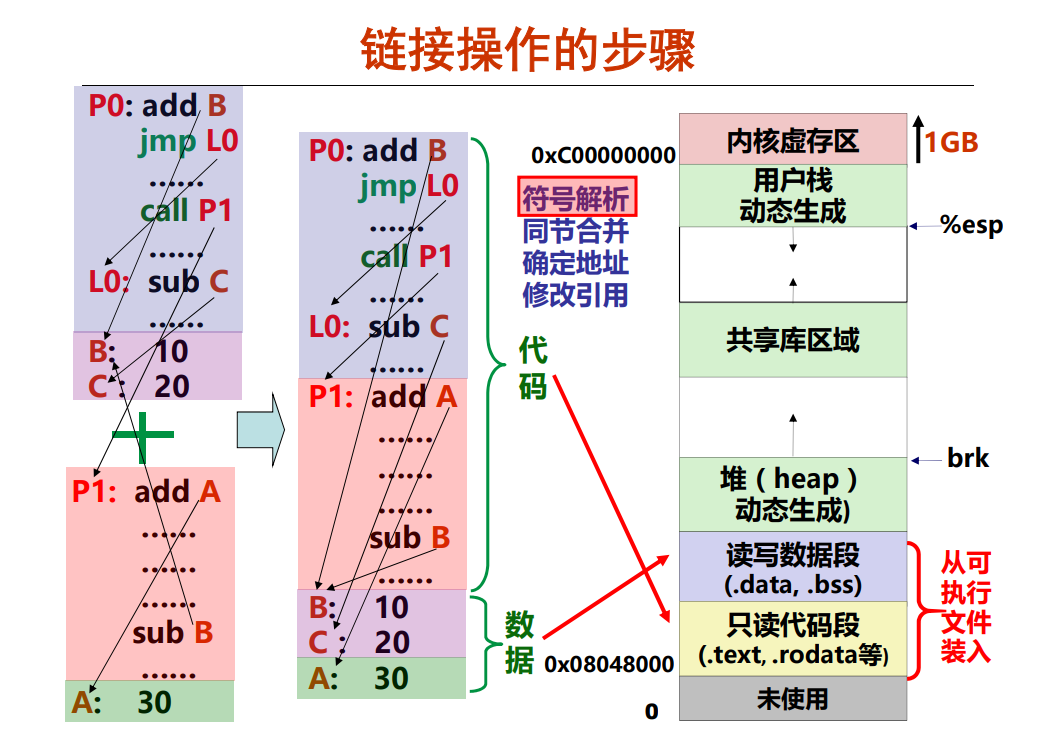 链接操作的步骤
P0: add B
jmp L0
……
call P1
……
L0: sub C
……
B: 10
C : 20
P1: add A
……
……
……
sub B
……
A: 30
P0: add B
jmp L0
……
call P1
……
L0: sub C
……
P1: add A
……
……
……
sub B
……
B: 10
C : 20
A: 30
代
码
数
据
符号解析
同节合并
确定地址
修改引用
0xC00000000
0x08048000
0
内核虚存区
用户栈
动态生成
共享库区域
堆（heap）
动态生成)
读写数据段
(.data, .bss)
只读代码段
(.text, .rodata等)
未使用
1GB
%esp
brk
从可
执行
文件
装入